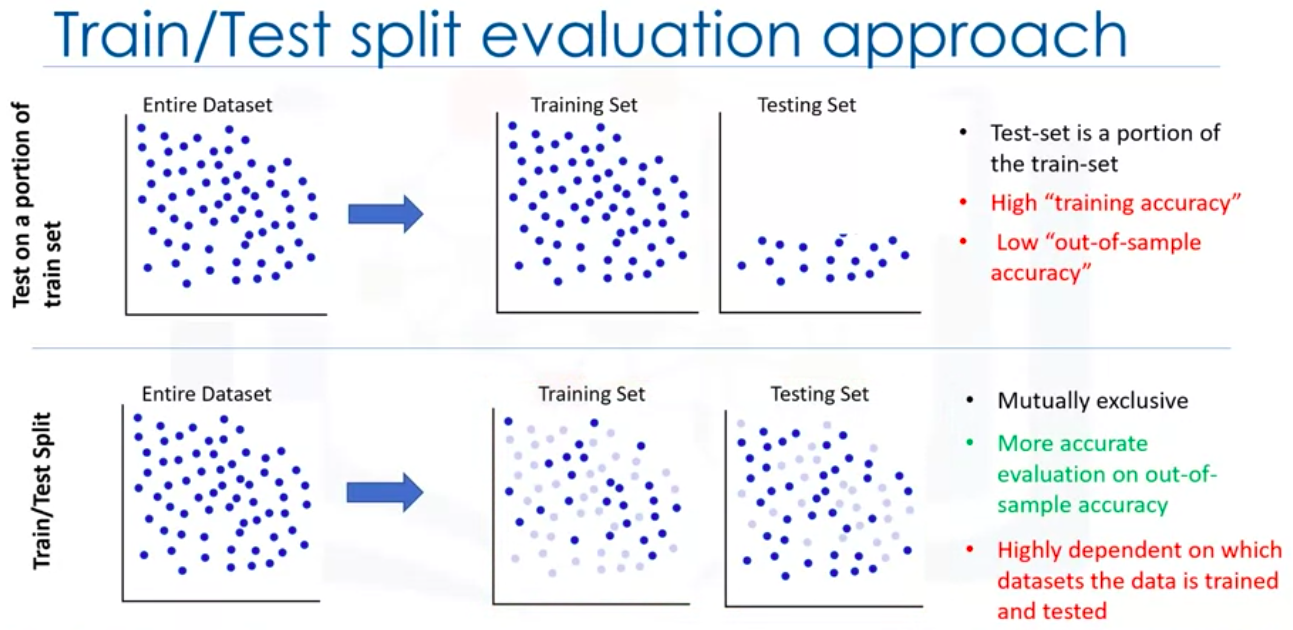 Train/Test split evaluation approach
Test on a portion of
train set
Entire Dataset
Training Set
Testing Set
• Test-set is a portion of
the train-set
• High “training accuracy”
• Low “out-of-sample
accuracy”
Train/Test Split
Entire Dataset
Training Set
Testing Set
• Mutually exclusive
• More accurate
evaluation on out-of-
sample accuracy
• Highly dependent on which
datasets the data is trained
and tested